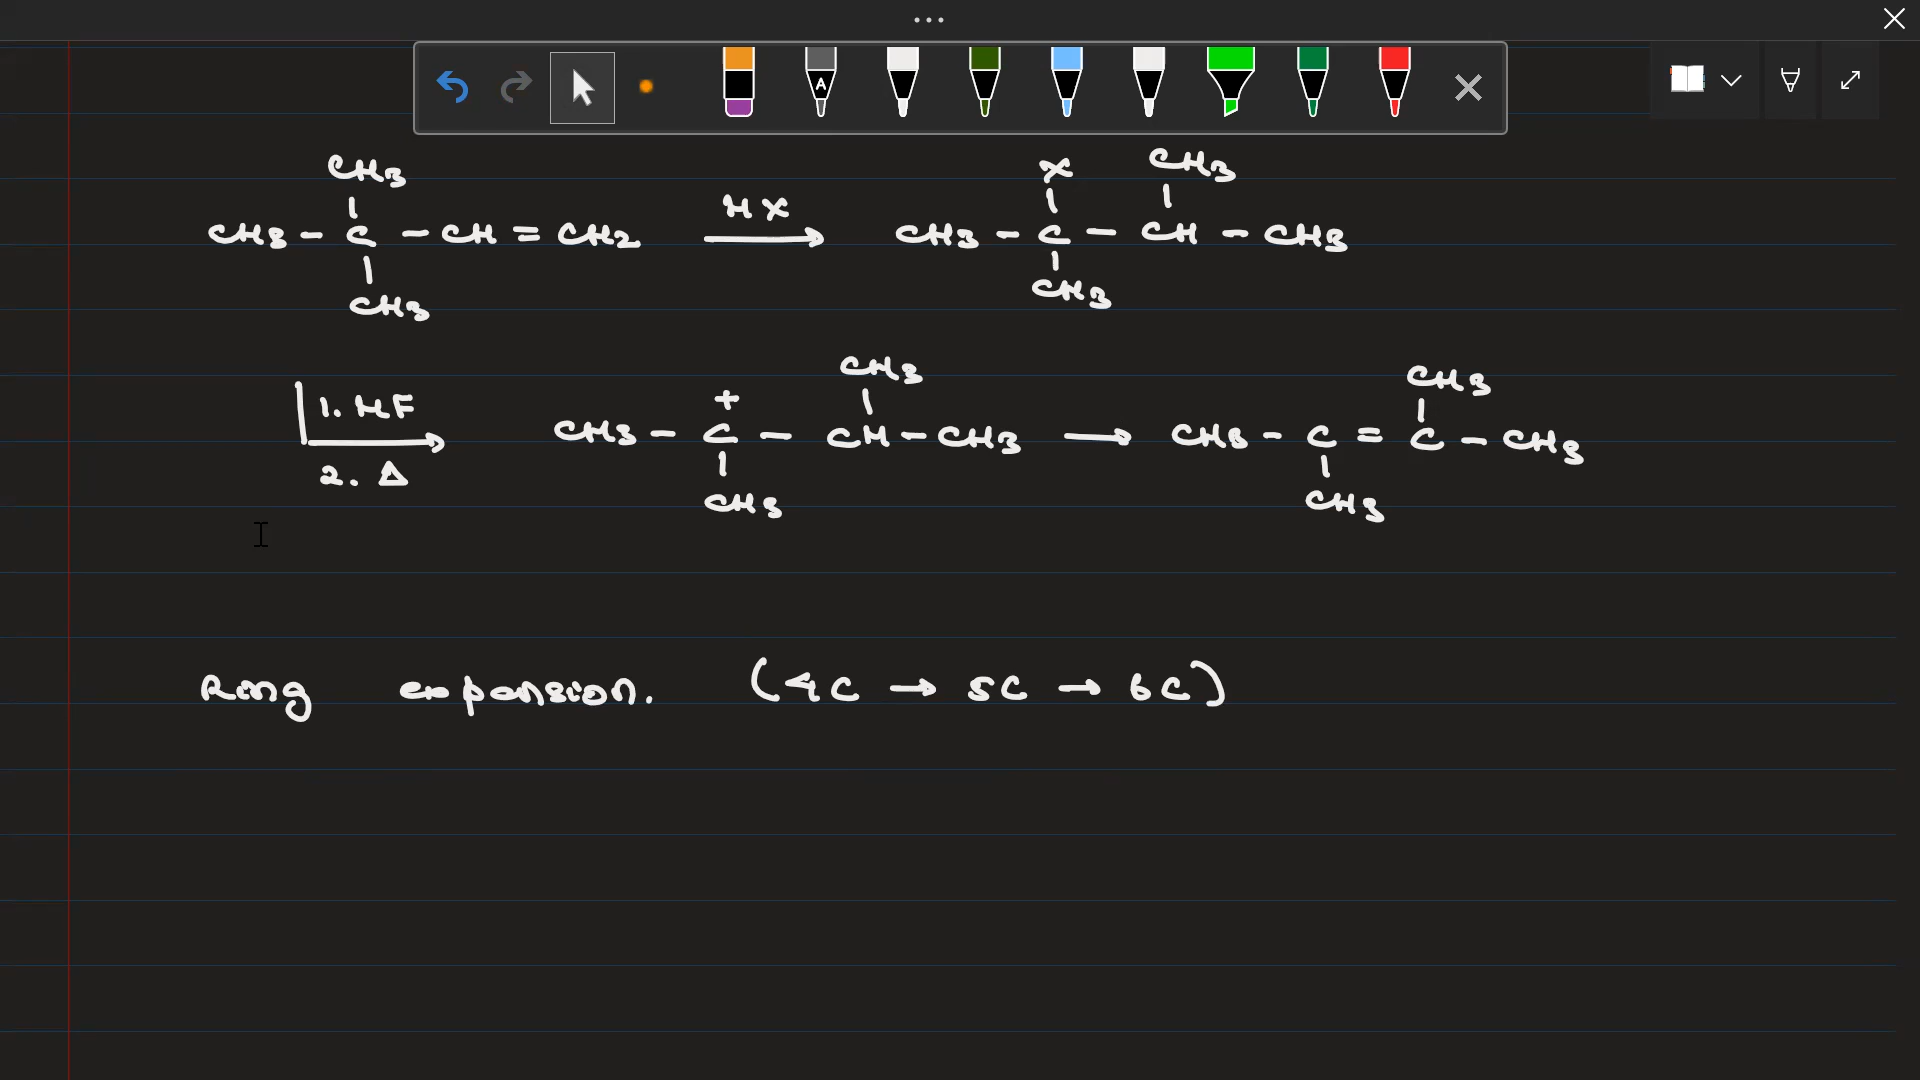 CH3 CH3
| X CH3
| |
CH3 - C - CH = CH2 HX → CH3 - C - CH - CH3
| |
CH3 CH3
1. HF → 2. Δ
CH3 - C+ - CH - CH3 → CH3 - C = C - CH3
CH3 CH3 CH3 CH3
Ring expansion. (4C → 5C → 6C)